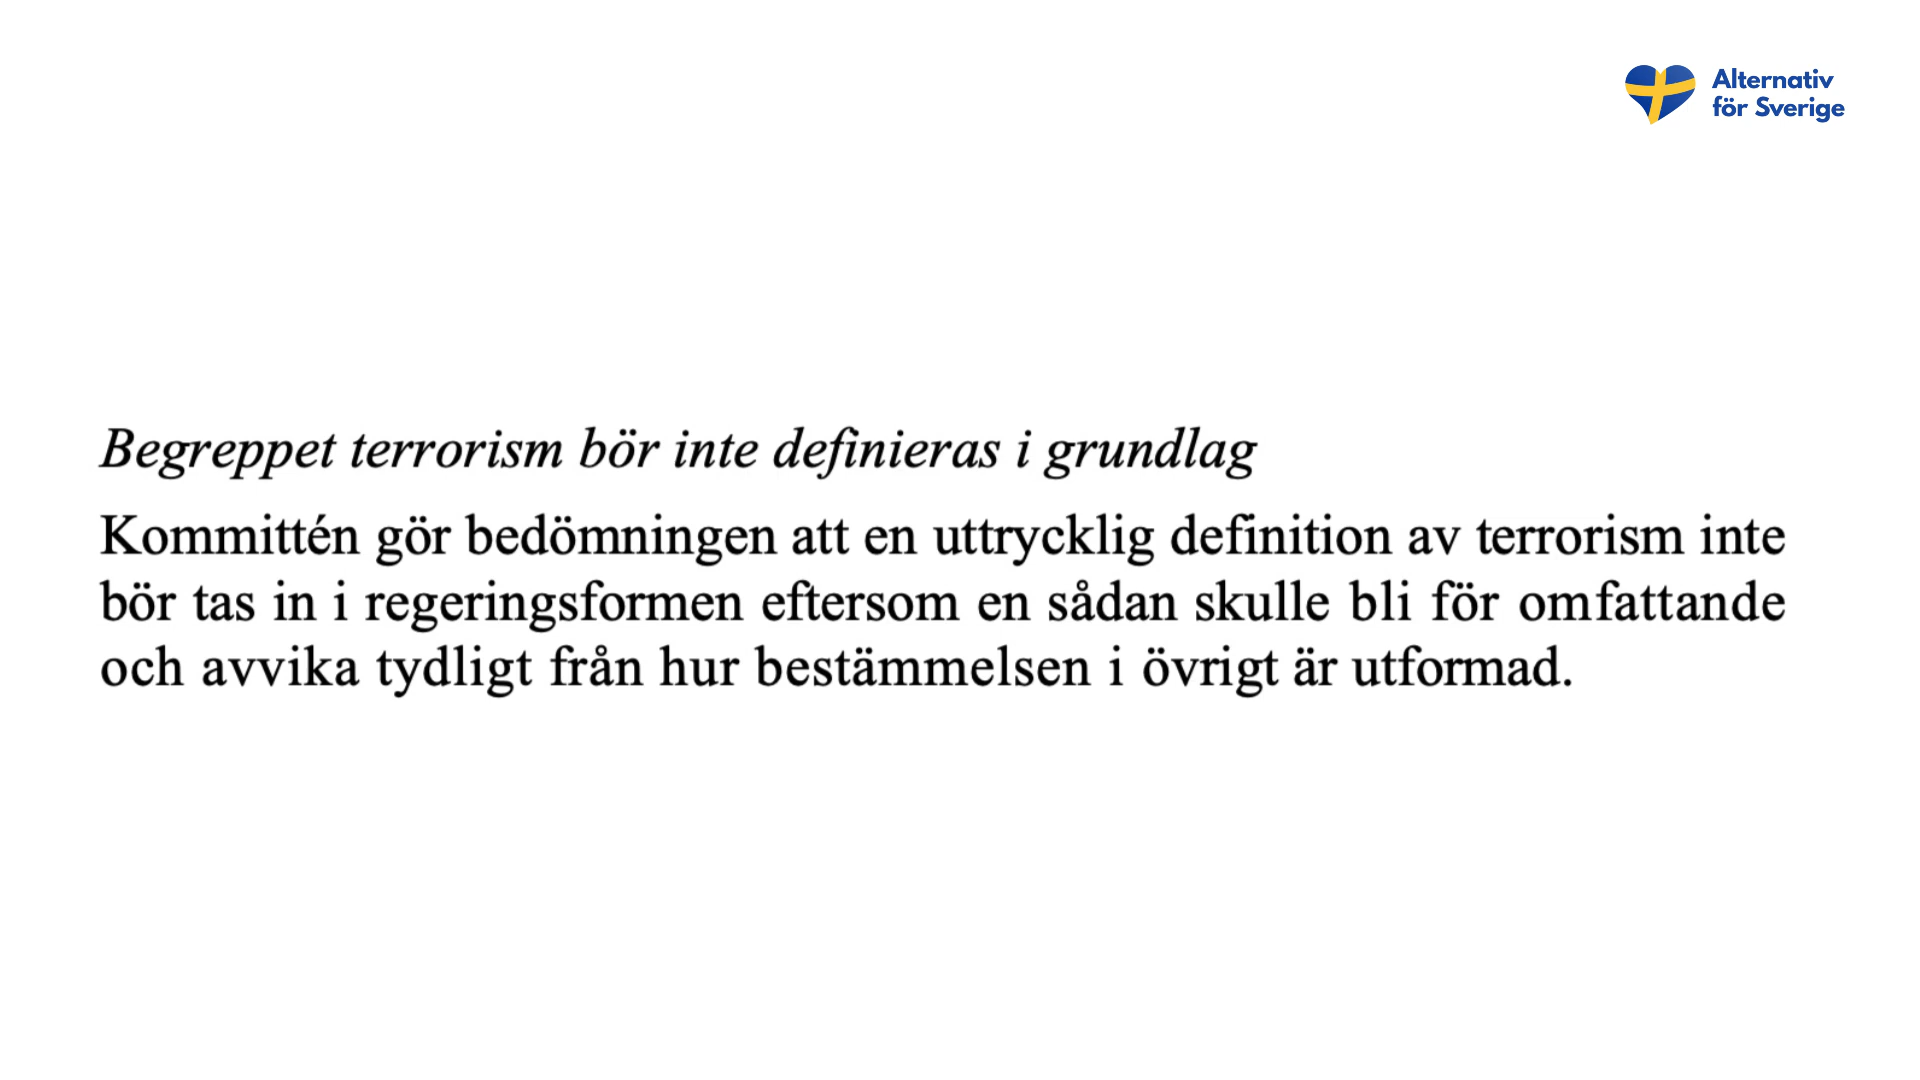 Alternativ
för Sverige
Begreppet terrorism bör inte definieras i grundlag
Kommittén gör bedömningen att en uttrycklig definition av terrorism inte
bör tas in i regeringsformen eftersom en sådan skulle bli för omfattande
och avvika tydligt från hur bestämmelsen i övrigt är utformad.